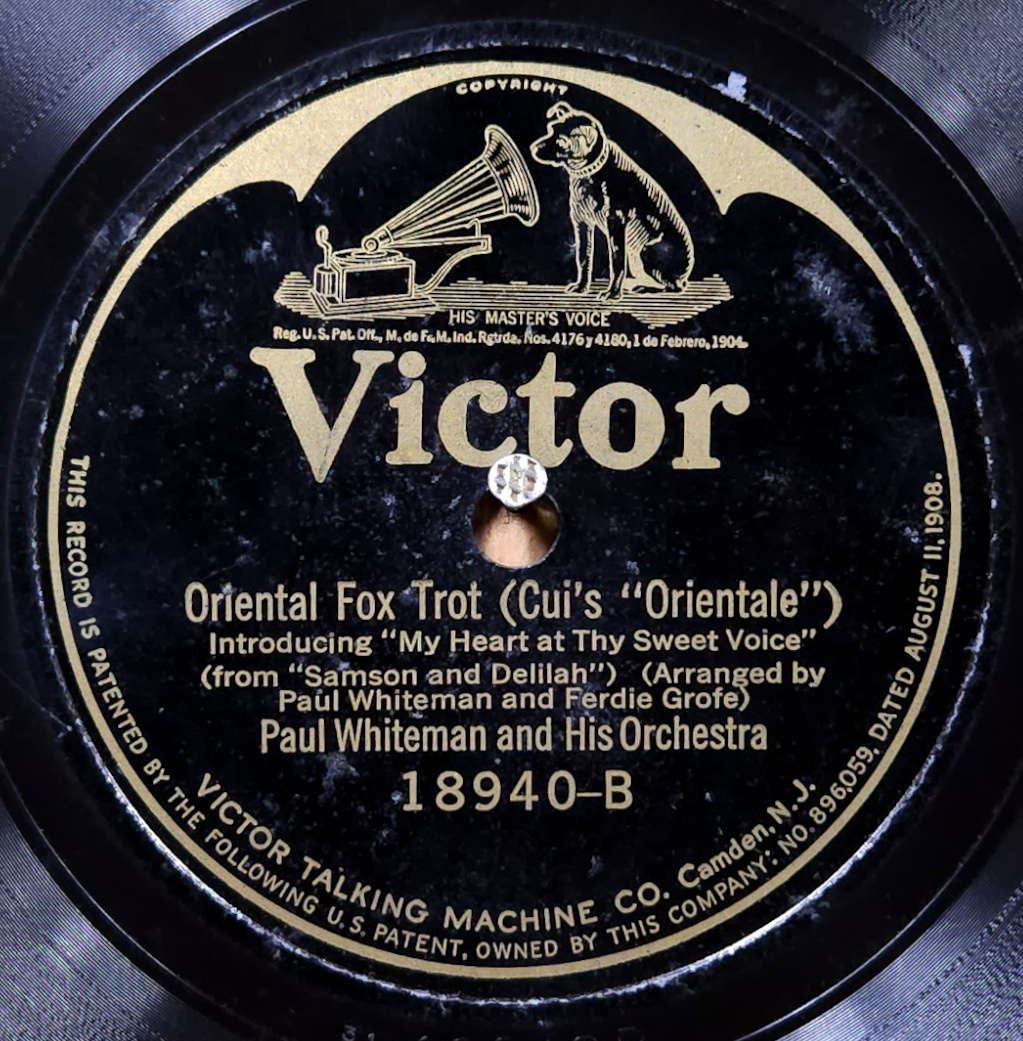 COPYRIGHT
HIS MASTER'S VOICE
Reg. U. S. Pat. Off., M. de F. M. Ind. Rgtrda. Nos. 4176 y 4180, 1 de Febrero, 1904.
Victor
Oriental Fox Trot (Cui's “Orientale”)
Introducing “My Heart at Thy Sweet Voice”
(from “Samson and Delilah”) (Arranged by
Paul Whiteman and Ferdie Grofe)
Paul Whiteman and His Orchestra
18940–B
VICTOR TALKING MACHINE CO. Camden, N. J.
THIS RECORD IS PATENTED BY THE FOLLOWING U. S. PATENT, OWNED BY THIS COMPANY: NO. 896,059, DATED AUGUST 11, 1908.